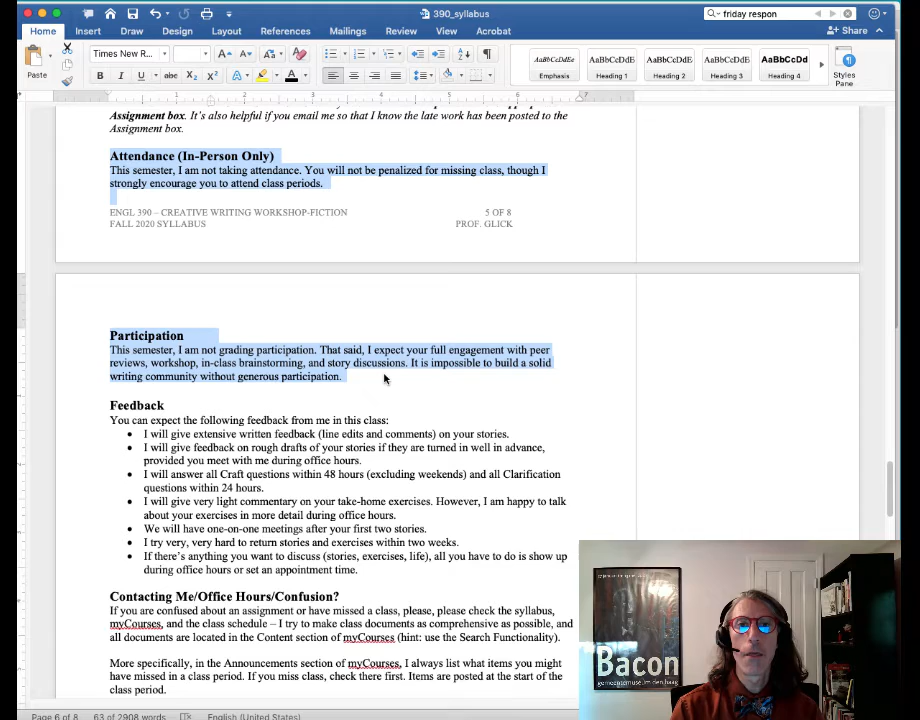 390_syllabus
friday respon
Home Insert Draw Design Layout References Mailings Review View Acrobat Share
Paste
Times New R...
AaBbCcDdEe AaBbCcDc AaBbCcDc AaBbCcDc AaBbCcDd
Emphasis Heading 1 Heading 2 Heading 3 Heading 4 Styles Pane
Assignment box. It's also helpful if you email me so that I know the late work has been posted to the
Assignment box.
Attendance (In-Person Only)
This semester, I am not taking attendance. You will not be penalized for missing class, though I
strongly encourage you to attend class periods.
ENGL 390 – CREATIVE WRITING WORKSHOP-FICTION 5 OF 8
FALL 2020 SYLLABUS PROF. GLICK
Participation
This semester, I am not grading participation. That said, I expect your full engagement with peer
reviews, workshop, in-class brainstorming, and story discussions. It is impossible to build a solid
writing community without generous participation.
Feedback
You can expect the following feedback from me in this class:
• I will give extensive written feedback (line edits and comments) on your stories.
• I will give feedback on rough drafts of your stories if they are turned in well in advance,
provided you meet with me during office hours.
• I will answer all Craft questions within 48 hours (excluding weekends) and all Clarification
questions within 24 hours.
• I will give very light commentary on your take-home exercises. However, I am happy to talk
about your exercises in more detail during office hours.
• We will have one-on-one meetings after your first two stories.
• I try very, very hard to return stories and exercises within two weeks.
• If there's anything you want to discuss (stories, exercises, life), all you have to do is show up
during office hours or set an appointment time.
Contacting Me/Office Hours/Confusion?
If you are confused about an assignment or have missed a class, please, please check the syllabus,
myCourses, and the class schedule – I try to make class documents as comprehensive as possible, and
all documents are located in the Content section of myCourses (hint: use the Search Functionality).
More specifically, in the Announcements section of myCourses, I always list what items you might
have missed in a class period. If you miss class, check there first. Items are posted at the start of the
class period.
Bacon
gemeentemuseum den haag
Page 6 of 8 63 of 2908 words English (United States)